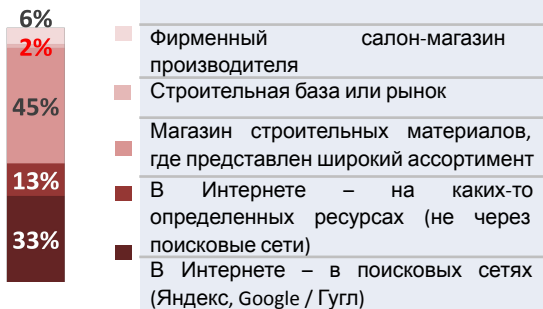 6%
2%
45%
13%
33%
Фирменный салон-магазин
производителя
Строительная база или рынок
Магазин строительных материалов,
где представлен широкий ассортимент
В Интернете – на каких-то
определенных ресурсах (не через
поисковые сети)
В Интернете – в поисковых сетях
(Яндекс, Google / Гугл)